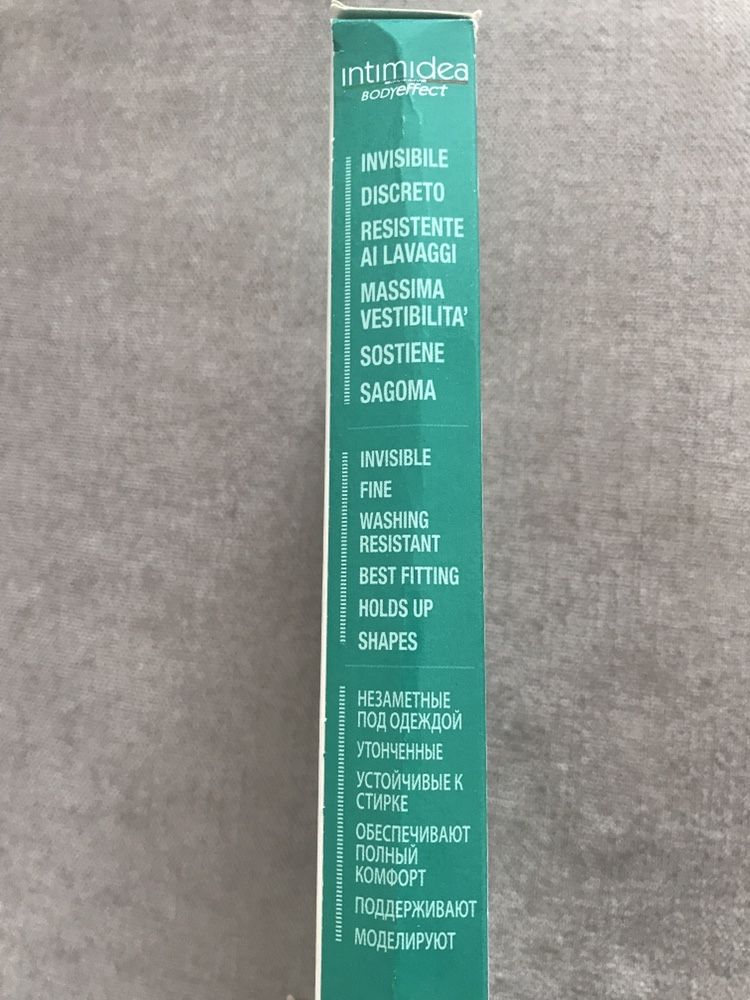 intimidea
BODYeffect
INVISIBILE
DISCRETO
RESISTENTE
AI LAVAGGI
MASSIMA
VESTIBILITA'
SOSTIENE
SAGOMA
INVISIBLE
FINE
WASHING
RESISTANT
BEST FITTING
HOLDS UP
SHAPES
НЕЗАМЕТНЫЕ
ПОД ОДЕЖДОЙ
УТОНЧЕННЫЕ
УСТОЙЧИВЫЕ К
СТИРКЕ
ОБЕСПЕЧИВАЮТ
ПОЛНЫЙ
КОМФОРТ
ПОДДЕРЖИВАЮТ
МОДЕЛИРУЮТ